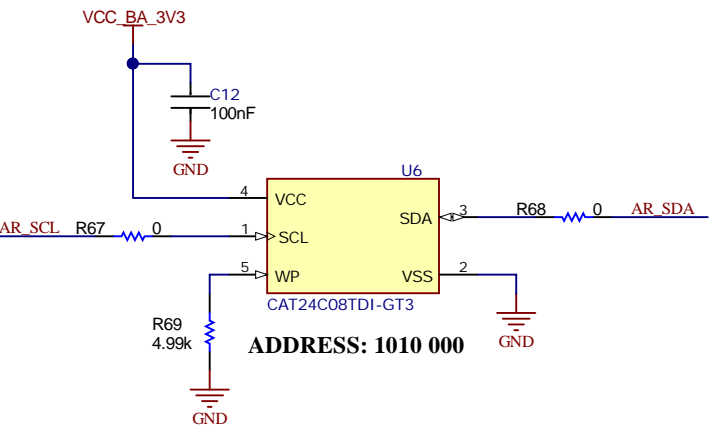 VCC_BA_3V3
C12
100nF
GND
U6
4
VCC
SDA
3
R68
0
AR_SDA
AR_SCL
R67
0
1
SCL
5
WP
VSS
2
CAT24C08TDI-GT3
R69
4.99k
ADDRESS: 1010 000
GND
GND